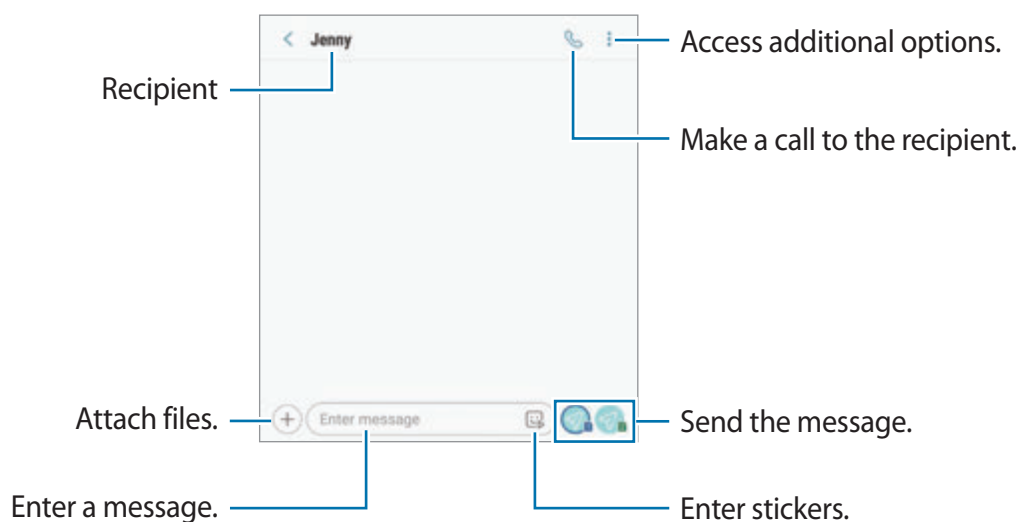 Jenny
Access additional options.
Recipient
Make a call to the recipient.
Attach files.
Enter message
Send the message.
Enter a message.
Enter stickers.